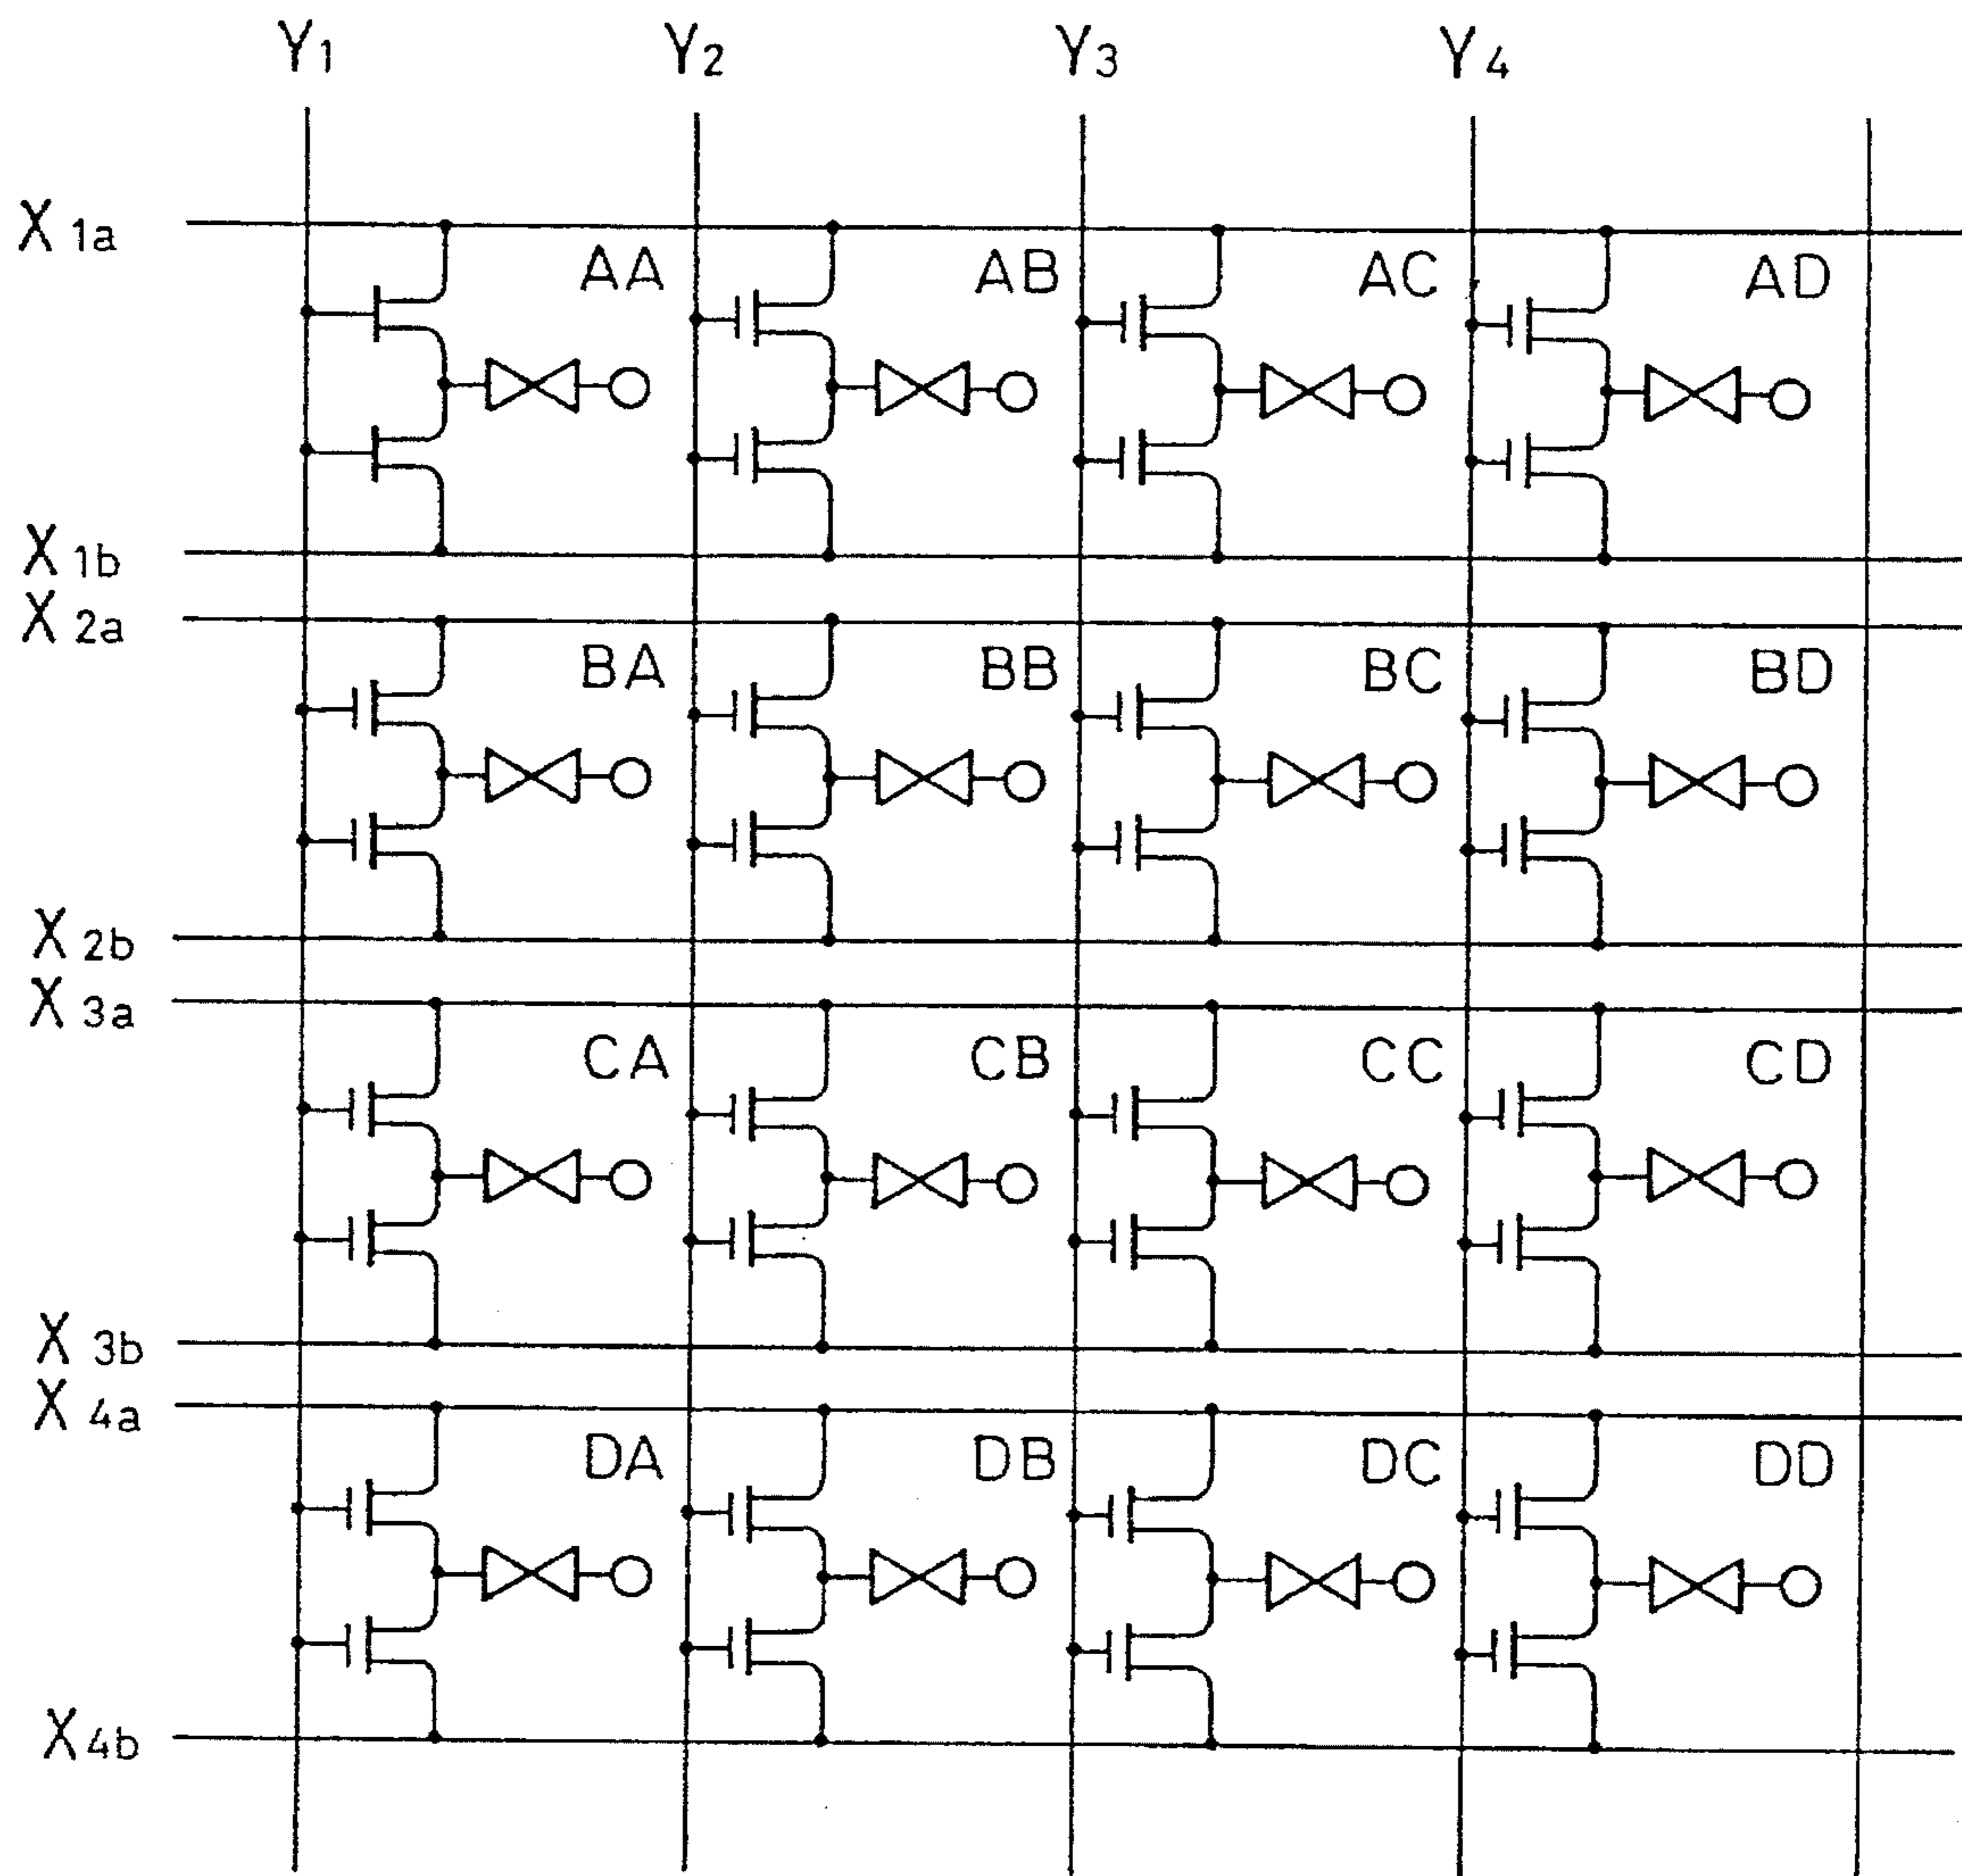 Y1 Y2 Y3 Y4
X1a
AA AB AC AD
X1b
X2a
BA BB BC BD
X2b
X3a
CA CB CC CD
X3b
X4a
DA DB DC DD
X4b